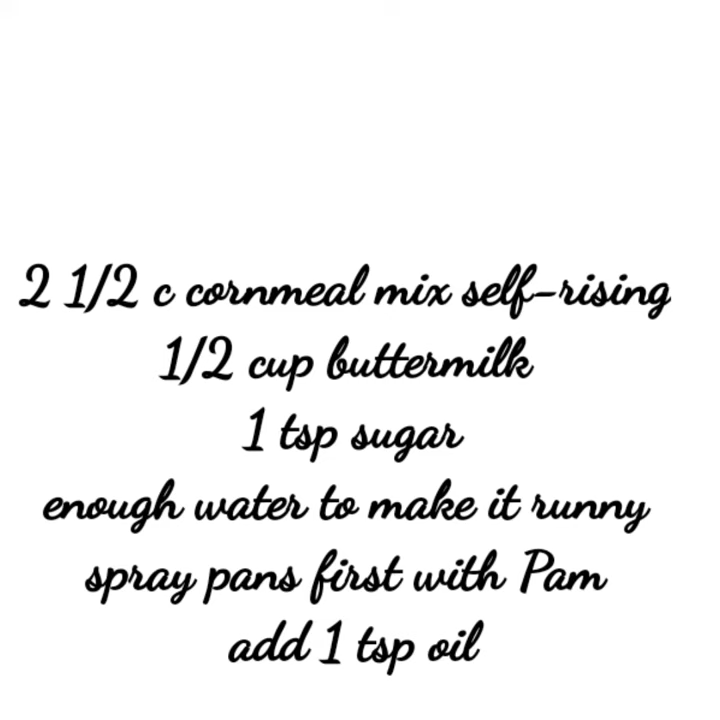 2 1/2 c cornmeal mix self-rising
1/2 cup buttermilk
1 tsp sugar
enough water to make it runny
spray pans first with Pam
add 1 tsp oil